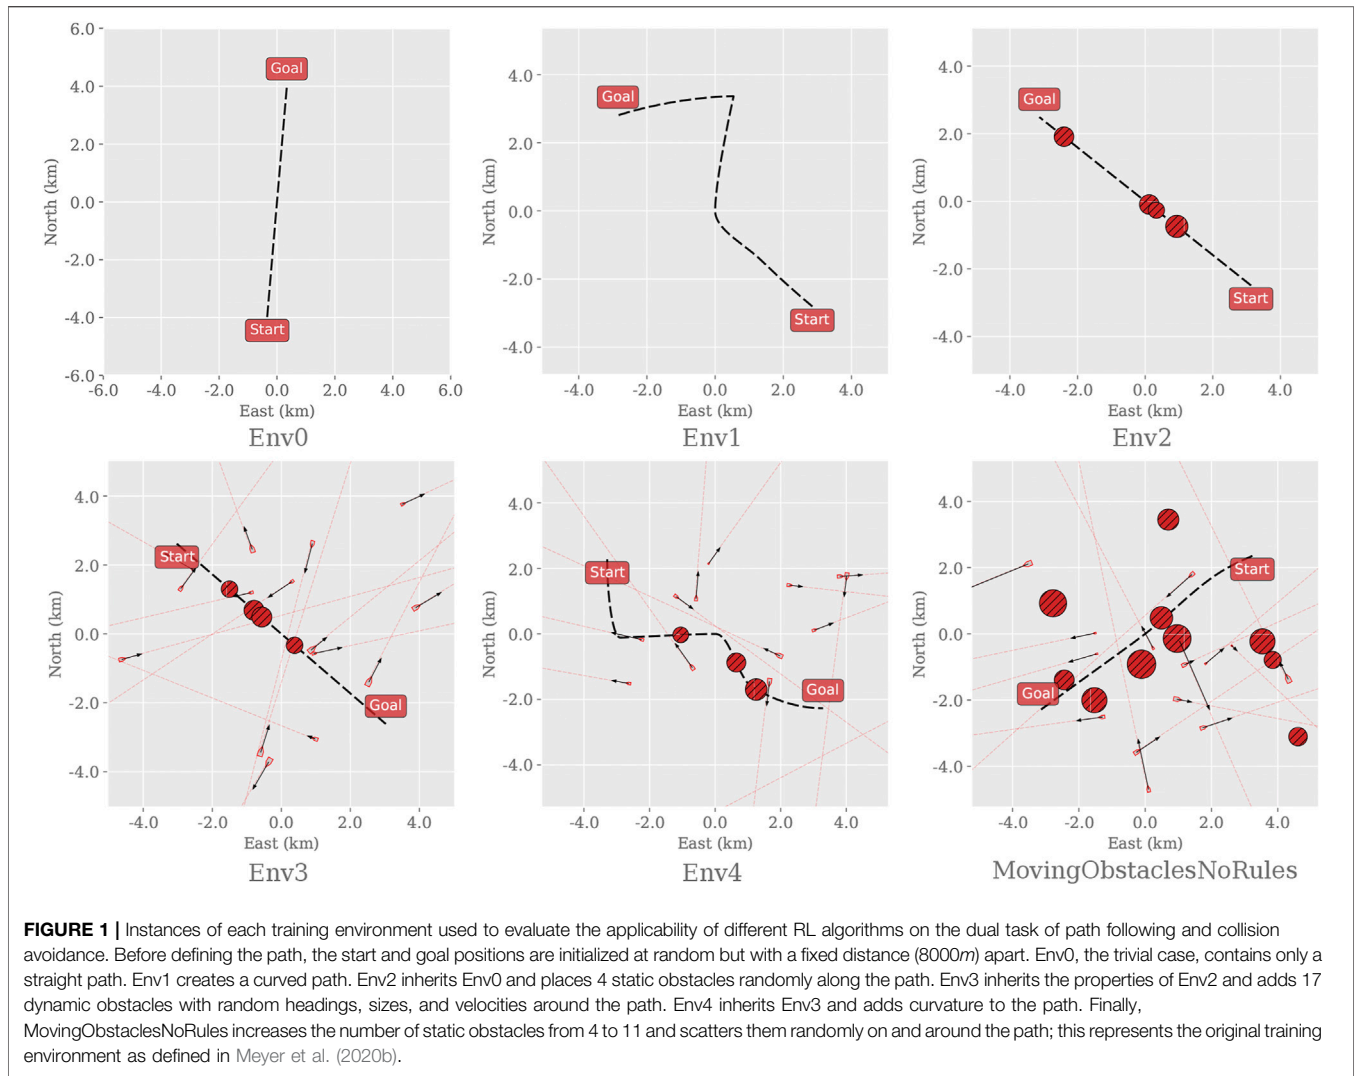 6.0
4.0
2.0
0.0
-2.0
-4.0
-6.0
North (km)
Goal
Start
-6.0 -4.0 -2.0 0.0 2.0 4.0 6.0
East (km)
Env0
4.0
2.0
0.0
-2.0
-4.0
North (km)
Goal
Start
-4.0 -2.0 0.0 2.0 4.0
East (km)
Env1
4.0
2.0
0.0
-2.0
-4.0
North (km)
Goal
Start
-4.0 -2.0 0.0 2.0 4.0
East (km)
Env2
4.0
2.0
0.0
-2.0
-4.0
North (km)
Start
Goal
-4.0 -2.0 0.0 2.0 4.0
East (km)
Env3
4.0
2.0
0.0
-2.0
-4.0
North (km)
Start
Goal
-4.0 -2.0 0.0 2.0 4.0
East (km)
Env4
4.0
2.0
0.0
-2.0
-4.0
North (km)
Start
Goal
-4.0 -2.0 0.0 2.0 4.0
East (km)
MovingObstaclesNoRules
FIGURE 1 | Instances of each training environment used to evaluate the applicability of different RL algorithms on the dual task of path following and collision
avoidance. Before defining the path, the start and goal positions are initialized at random but with a fixed distance (8000m) apart. Env0, the trivial case, contains only a
straight path. Env1 creates a curved path. Env2 inherits Env0 and places 4 static obstacles randomly along the path. Env3 inherits the properties of Env2 and adds 17
dynamic obstacles with random headings, sizes, and velocities around the path. Env4 inherits Env3 and adds curvature to the path. Finally,
MovingObstaclesNoRules increases the number of static obstacles from 4 to 11 and scatters them randomly on and around the path; this represents the original training
environment as defined in Meyer et al. (2020b).